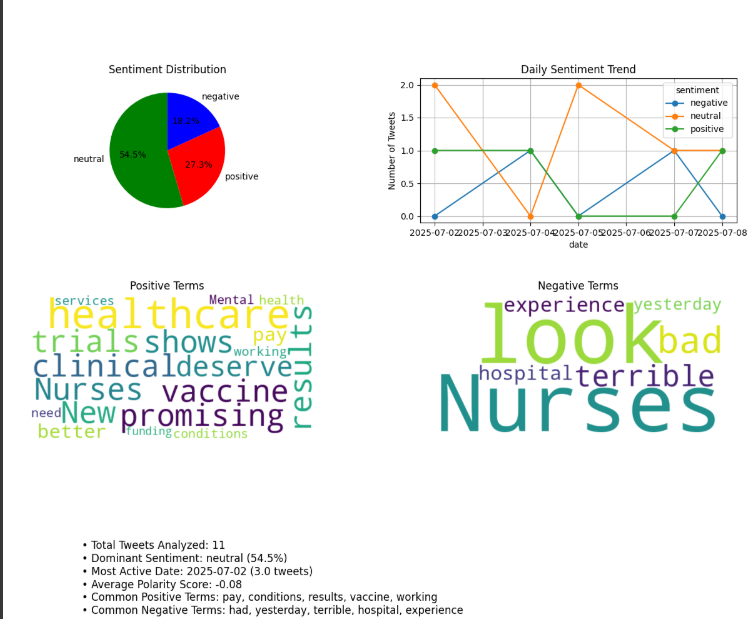 Sentiment Distribution
negative
18.2%
neutral
54.5%
27.3%
positive
Daily Sentiment Trend
sentiment
negative
neutral
positive
Number of Tweets
2.0
1.5
1.0
0.5
0.0
2025-07-02 2025-07-03 2025-07-04 2025-07-05 2025-07-06 2025-07-07 2025-07-08
date
Positive Terms
services Mental health
healthcare
trials shows pay
working
clinical deserve
results
Nurses vaccine
need New promising
better funding conditions
Negative Terms
experience yesterday
look bad
hospital terrible
Nurses
• Total Tweets Analyzed: 11
• Dominant Sentiment: neutral (54.5%)
• Most Active Date: 2025-07-02 (3.0 tweets)
• Average Polarity Score: -0.08
• Common Positive Terms: pay, conditions, results, vaccine, working
• Common Negative Terms: had, yesterday, terrible, hospital, experience